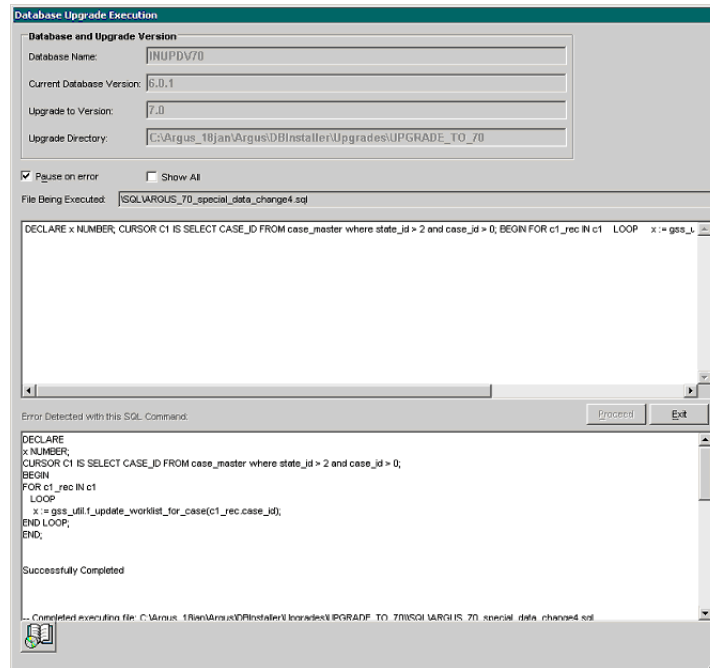 Database Upgrade Execution
Database and Upgrade Version
Database Name: INUPDV70
Current Database Version: 6.0.1
Upgrade to Version: 7.0
Upgrade Directory: C:\Argus_18jan\Argus\DBInstaller\Upgrades\UPGRADE_TO_70
Pause on error Show All
File Being Executed: \SQL\ARGUS_70_special_data_change4.sql
DECLARE x NUMBER; CURSOR C1 IS SELECT CASE_ID FROM case_master where state_id > 2 and case_id > 0; BEGIN FOR c1_rec IN c1 LOOP x := gss_u
Error Detected with this SQL Command:
Proceed Exit
DECLARE
x NUMBER;
CURSOR C1 IS SELECT CASE_ID FROM case_master where state_id > 2 and case_id > 0;
BEGIN
FOR c1_rec IN c1
LOOP
x := gss_util.f_update_worklist_for_case(c1_rec.case_id);
END LOOP;
END;
Successfully Completed
-- Completed executing file: C:\Argus_18jan\Argus\DBInstaller\Upgrades\UPGRADE_TO_70\\SQL\ARGUS_70_special_data_change4.sql